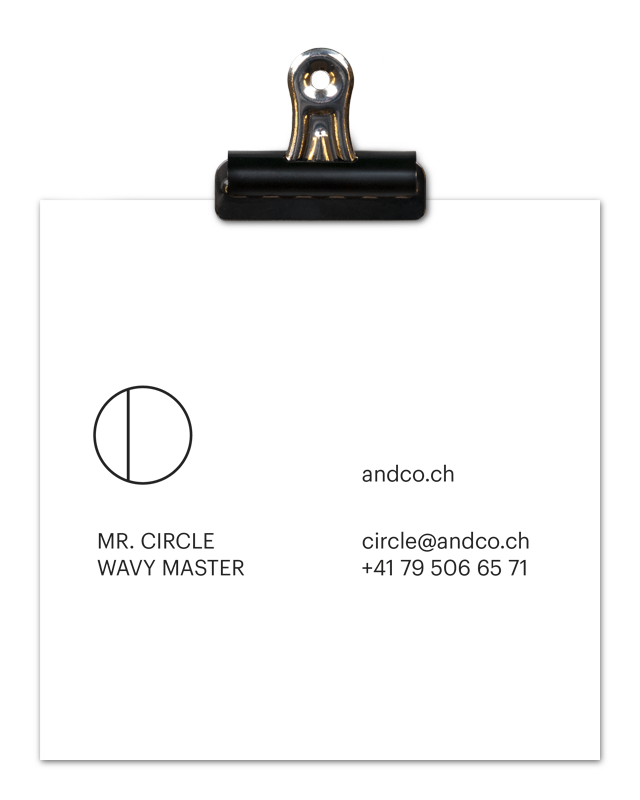 andco.ch
MR. CIRCLE
WAVY MASTER
circle@andco.ch
+41 79 506 65 71